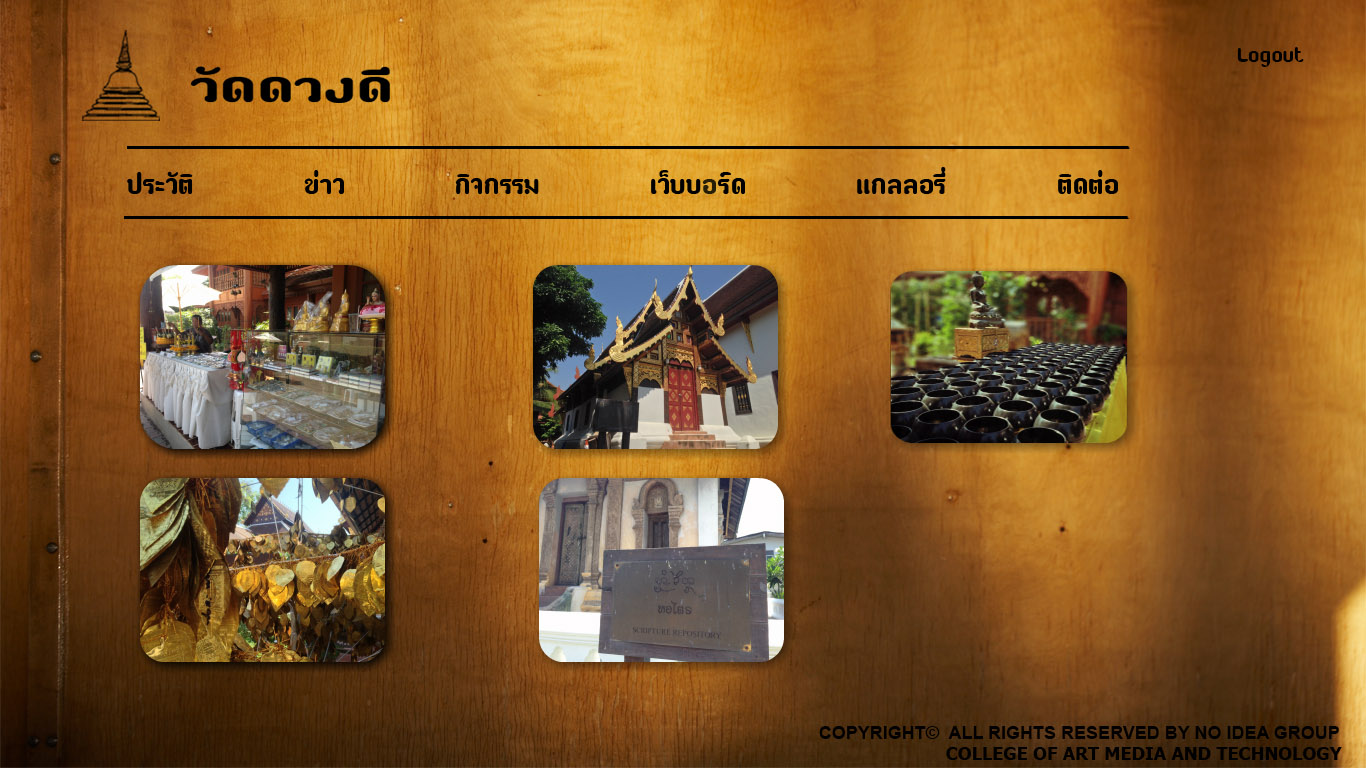 วัดดวงดี
Logout
ประวัติ ข่าว กิจกรรม เว็บบอร์ด แกลลอรี่ ติดต่อ
หอไตร
SCRIPTURE REPOSITORY
COPYRIGHT© ALL RIGHTS RESERVED BY NO IDEA GROUP
COLLEGE OF ART MEDIA AND TECHNOLOGY